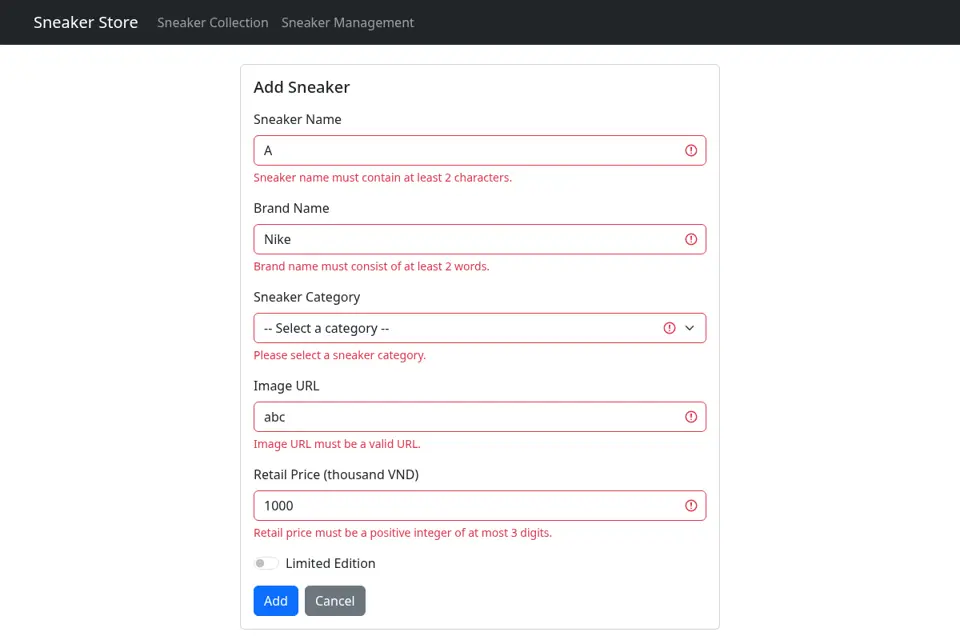 Sneaker Store Sneaker Collection Sneaker Management
Add Sneaker
Sneaker Name
A
Sneaker name must contain at least 2 characters.
Brand Name
Nike
Brand name must consist of at least 2 words.
Sneaker Category
-- Select a category --
Please select a sneaker category.
Image URL
abc
Image URL must be a valid URL.
Retail Price (thousand VND)
1000
Retail price must be a positive integer of at most 3 digits.
Limited Edition
Add Cancel